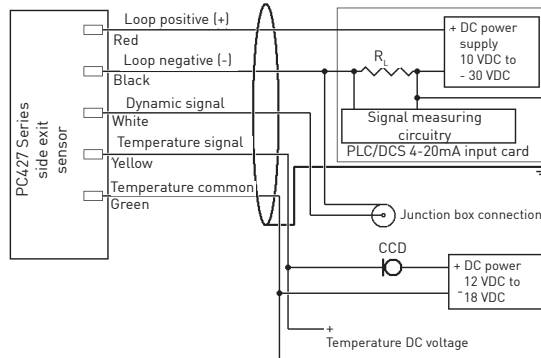 PC427 Series
side exit
sensor
Loop positive (+)
Red
Loop negative (-)
Black
Dynamic signal
White
Temperature signal
Yellow
Temperature common
Green
R_L
+ DC power
supply
10 VDC to
- 30 VDC
Signal measuring
circuitry
PLC/DCS 4-20mA input card
Junction box connection
CCD
+ DC power
12 VDC to
- 18 VDC
+
Temperature DC voltage